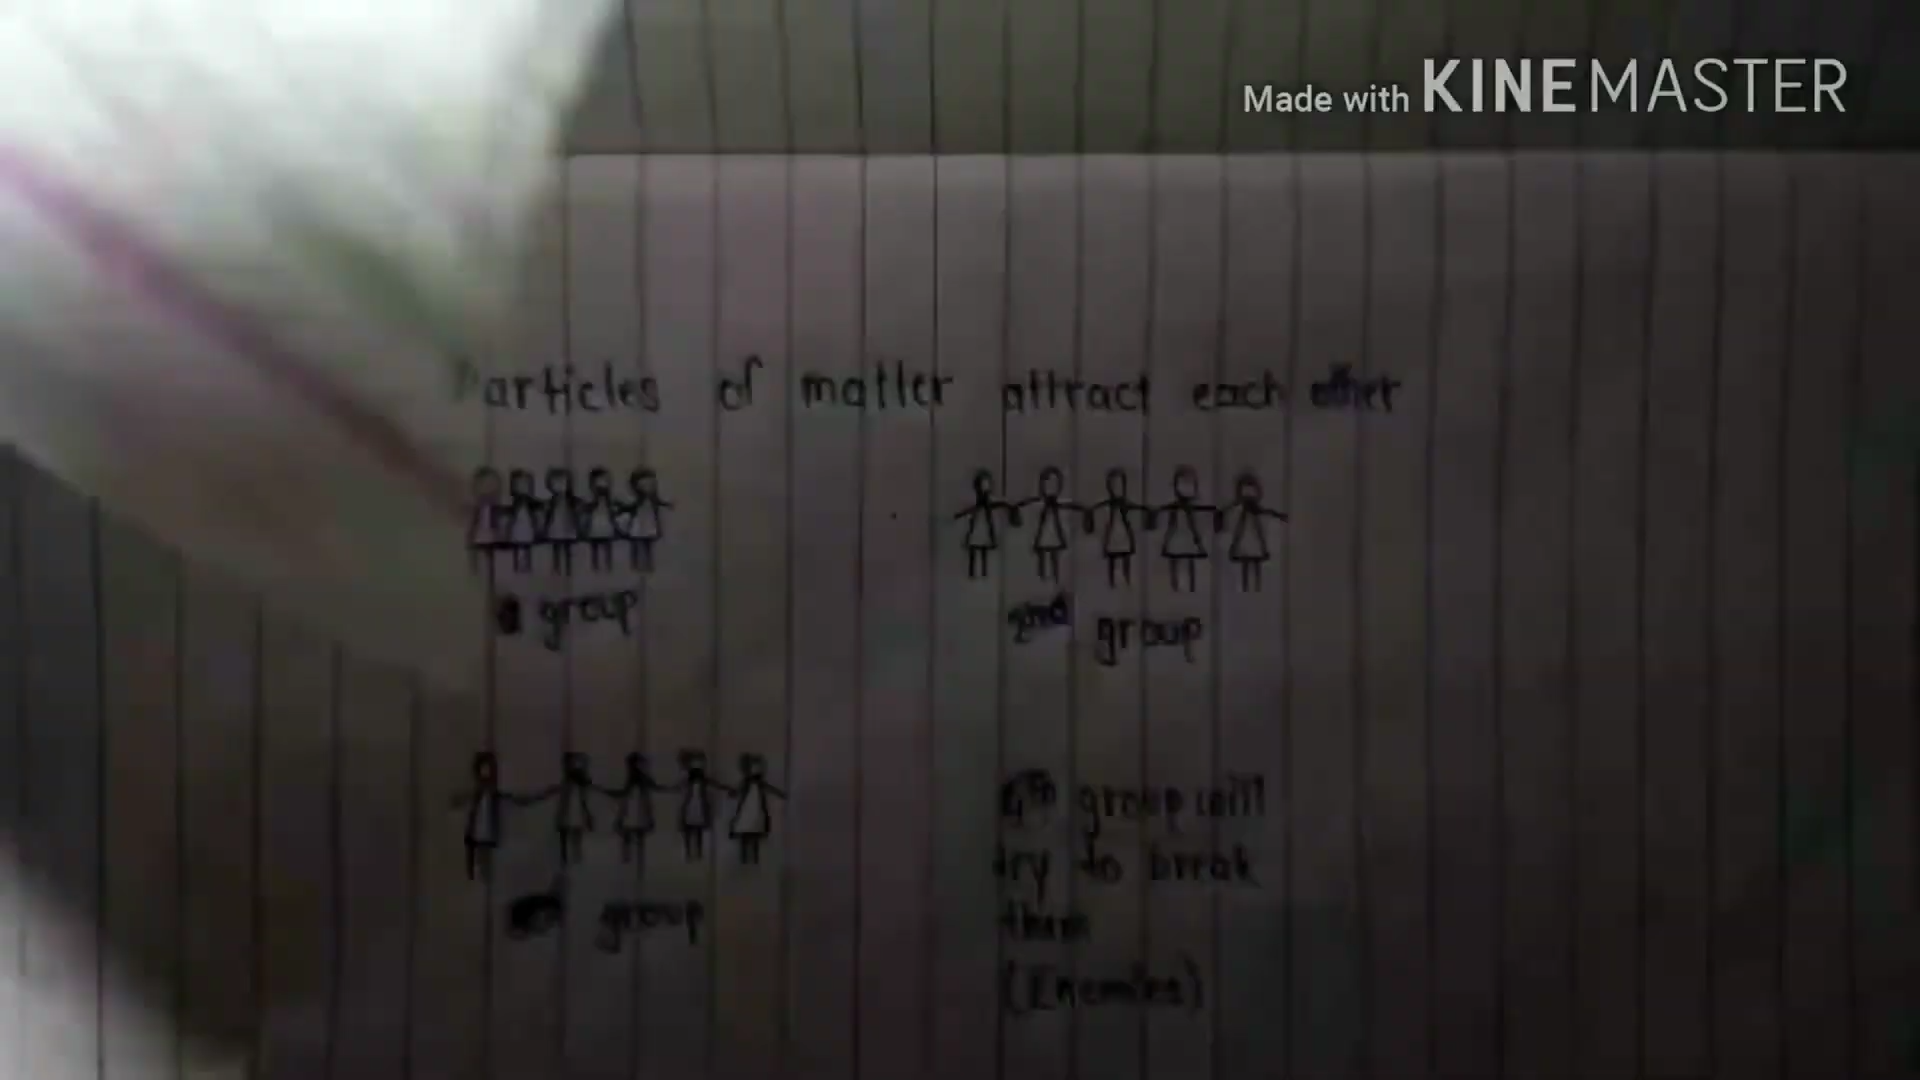 Made with KINEMASTER
Particles of matter attract each other
group
2nd group
group
4th group will
try to break
them
(Enemies)